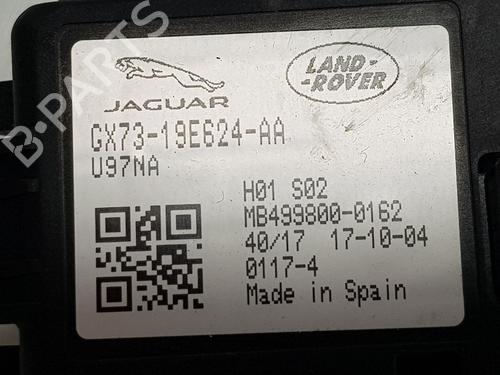 B-PARTS
JAGUAR
LAND-
ROVER
GX73-19E624-AA
U97NA
H01 S02
MB499800-0162
40/17 17-10-04
0117-4
Made in Spain